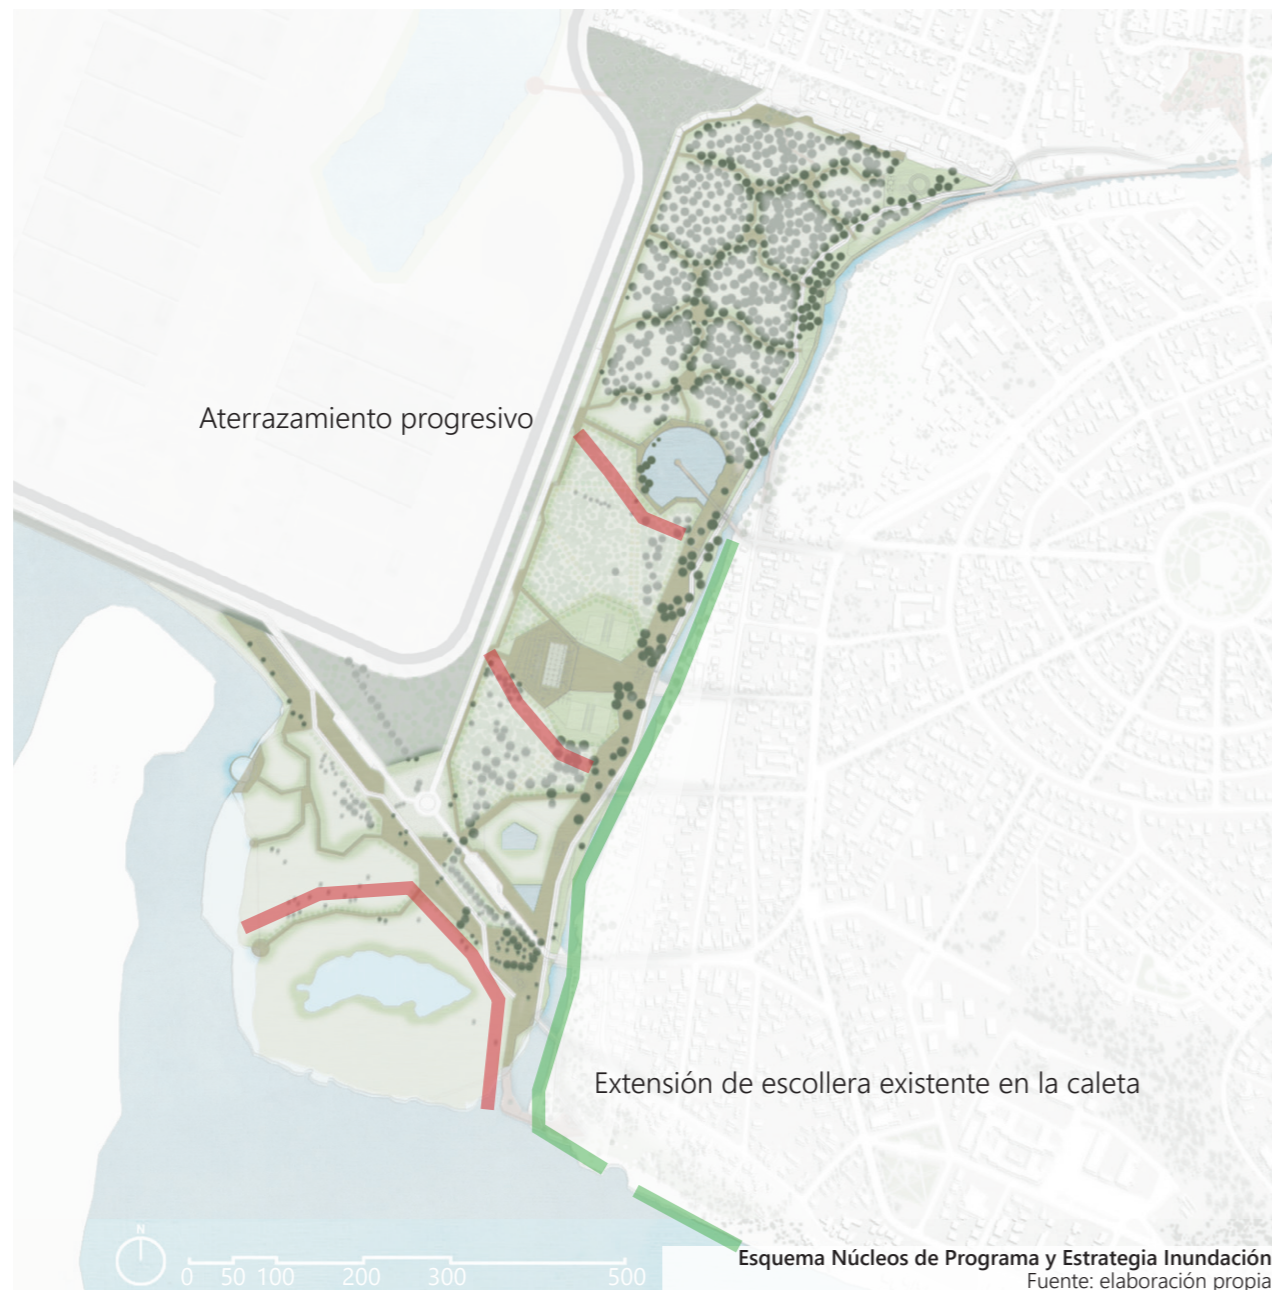 Aterrazamiento progresivo
Extensión de escollera existente en la caleta
N
0 50 100 200 300 500
Esquema Núcleos de Programa y Estrategia Inundación
Fuente: elaboración propia